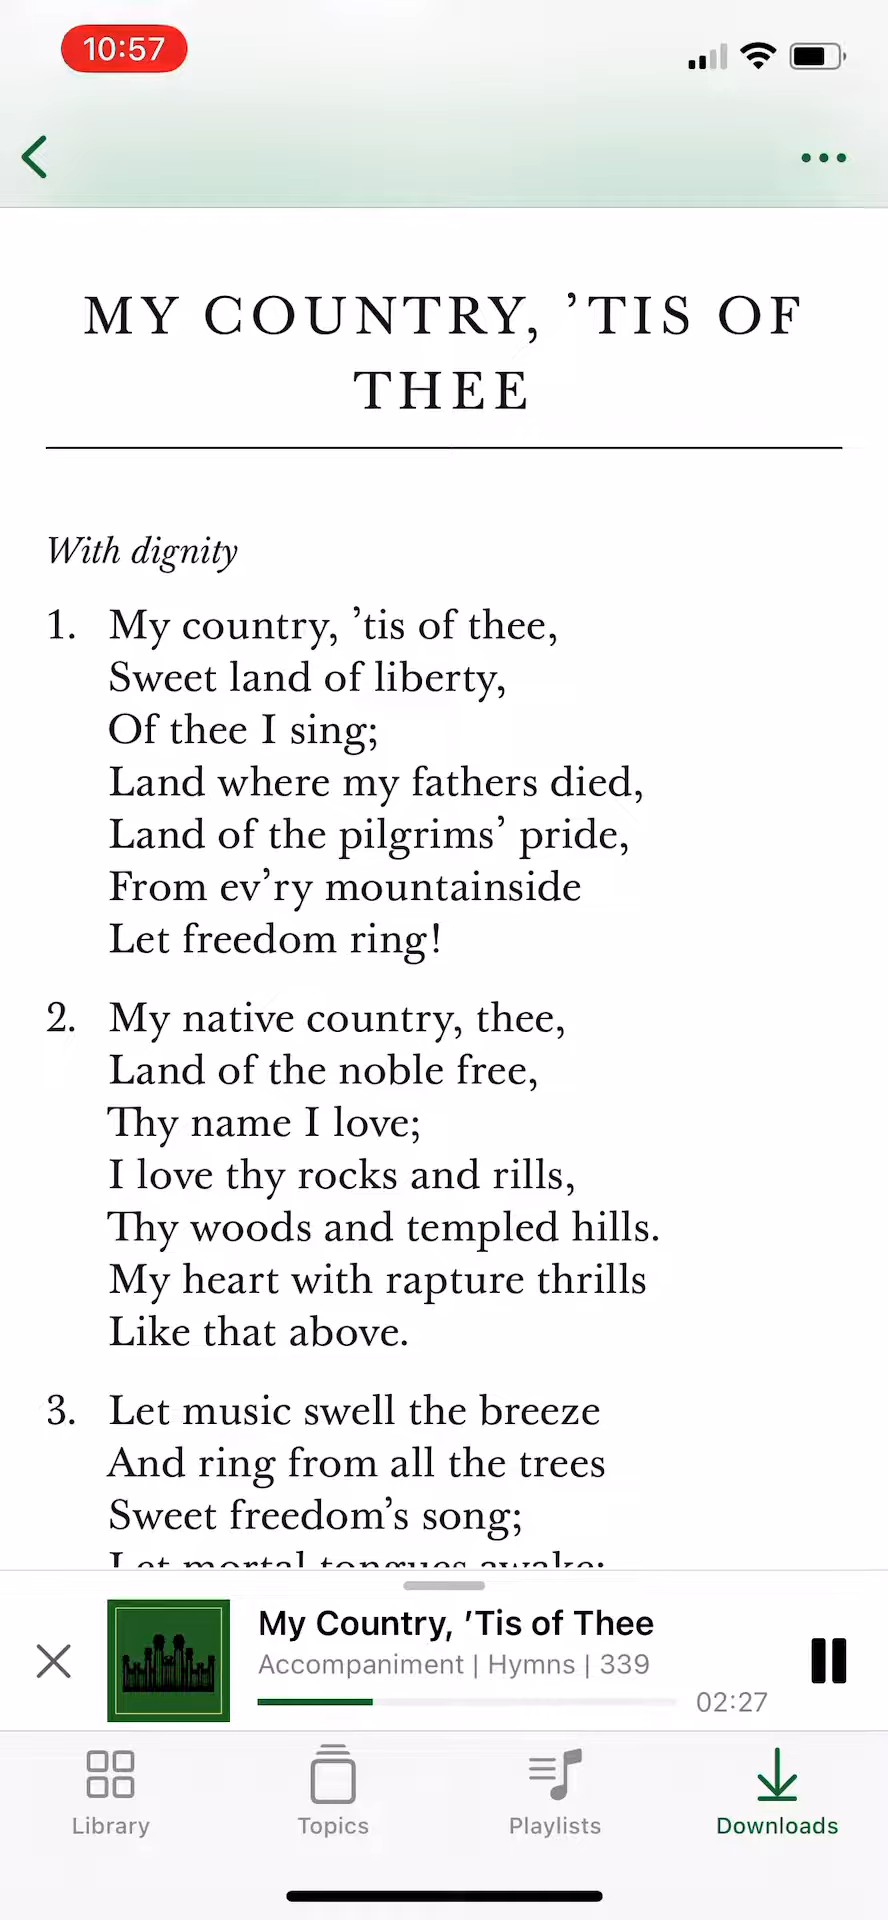 10:57
MY COUNTRY, ’TIS OF
THEE
With dignity
1. My country, ’tis of thee,
Sweet land of liberty,
Of thee I sing;
Land where my fathers died,
Land of the pilgrims’ pride,
From ev’ry mountainside
Let freedom ring!
2. My native country, thee,
Land of the noble free,
Thy name I love;
I love thy rocks and rills,
Thy woods and templed hills.
My heart with rapture thrills
Like that above.
3. Let music swell the breeze
And ring from all the trees
Sweet freedom’s song;
Let mortal tongues awake;
My Country, ’Tis of Thee
Accompaniment | Hymns | 339
02:27
Library
Topics
Playlists
Downloads